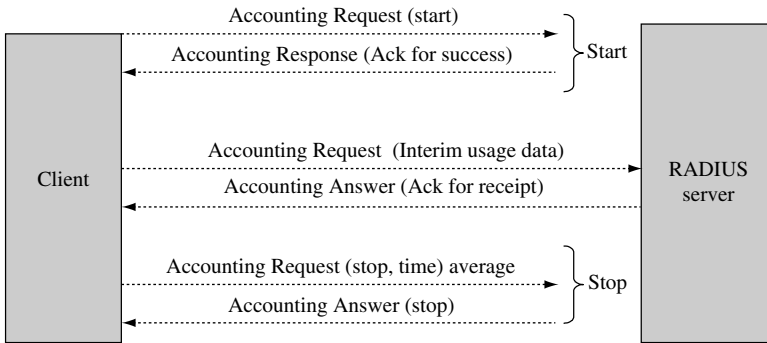 Accounting Request (start)
Accounting Response (Ack for success)
Start
Accounting Request (Interim usage data)
Client
Accounting Answer (Ack for receipt)
RADIUS
server
Accounting Request (stop, time) average
Stop
Accounting Answer (stop)